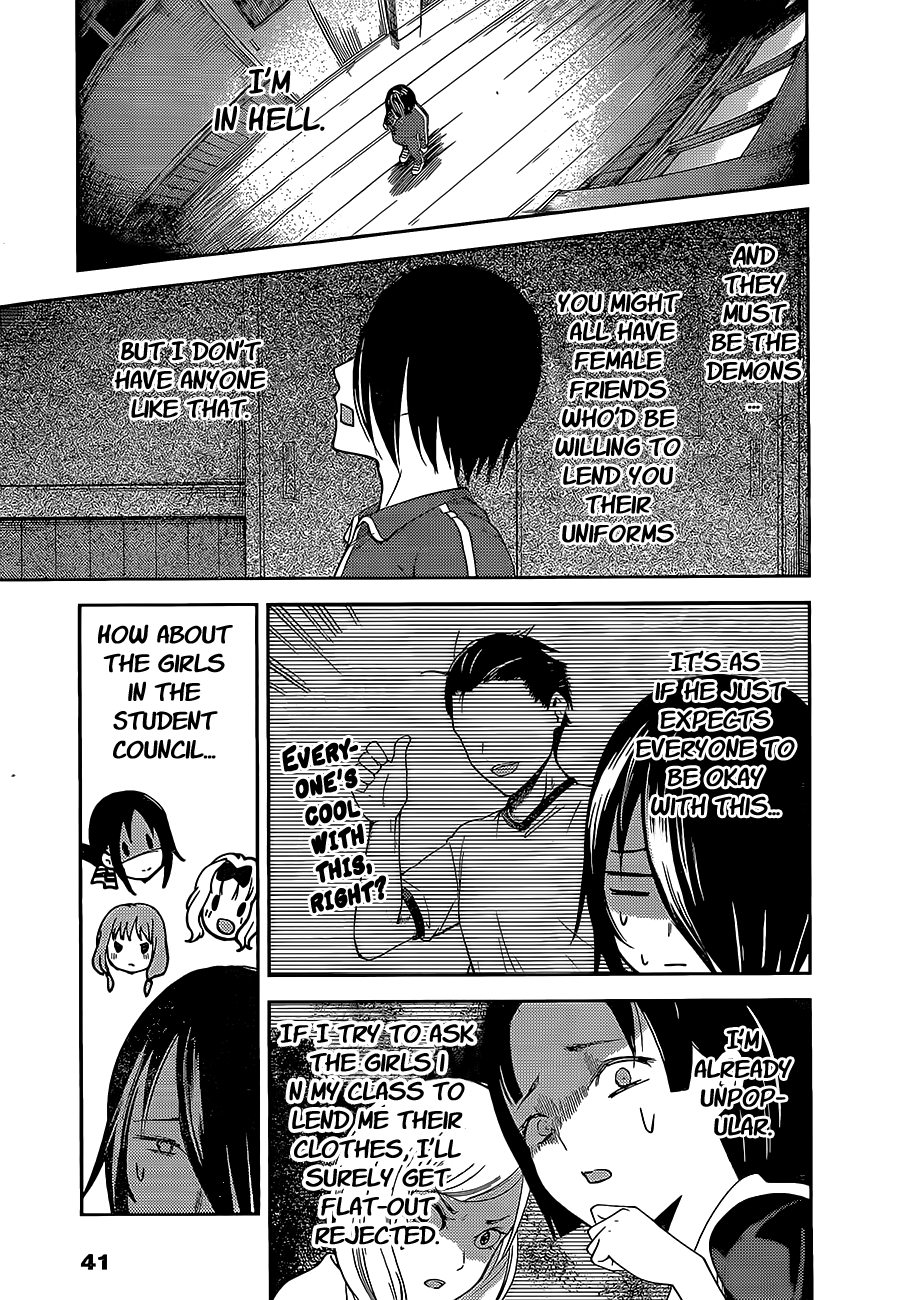 I'M
IN HELL.
AND
THEY
MUST
BE THE
DEMONS
...
YOU MIGHT
ALL HAVE
FEMALE
FRIENDS
WHO'D BE
WILLING TO
LEND YOU
THEIR
UNIFORMS
BUT I DON'T
HAVE ANYONE
LIKE THAT.
IT'S AS
IF HE JUST
EXPECTS
EVERYONE TO
BE OKAY
WITH THIS...
EVERY-
ONE'S
COOL
WITH
THIS,
RIGHT?
HOW ABOUT
THE GIRLS
IN THE
STUDENT
COUNCIL...
I'M
ALREADY
UNPOP-
ULAR.
IF I TRY TO ASK
THE GIRLS I
N MY CLASS TO
LEND ME THEIR
CLOTHES, I'LL
SURELY GET
FLAT-OUT
REJECTED.
41